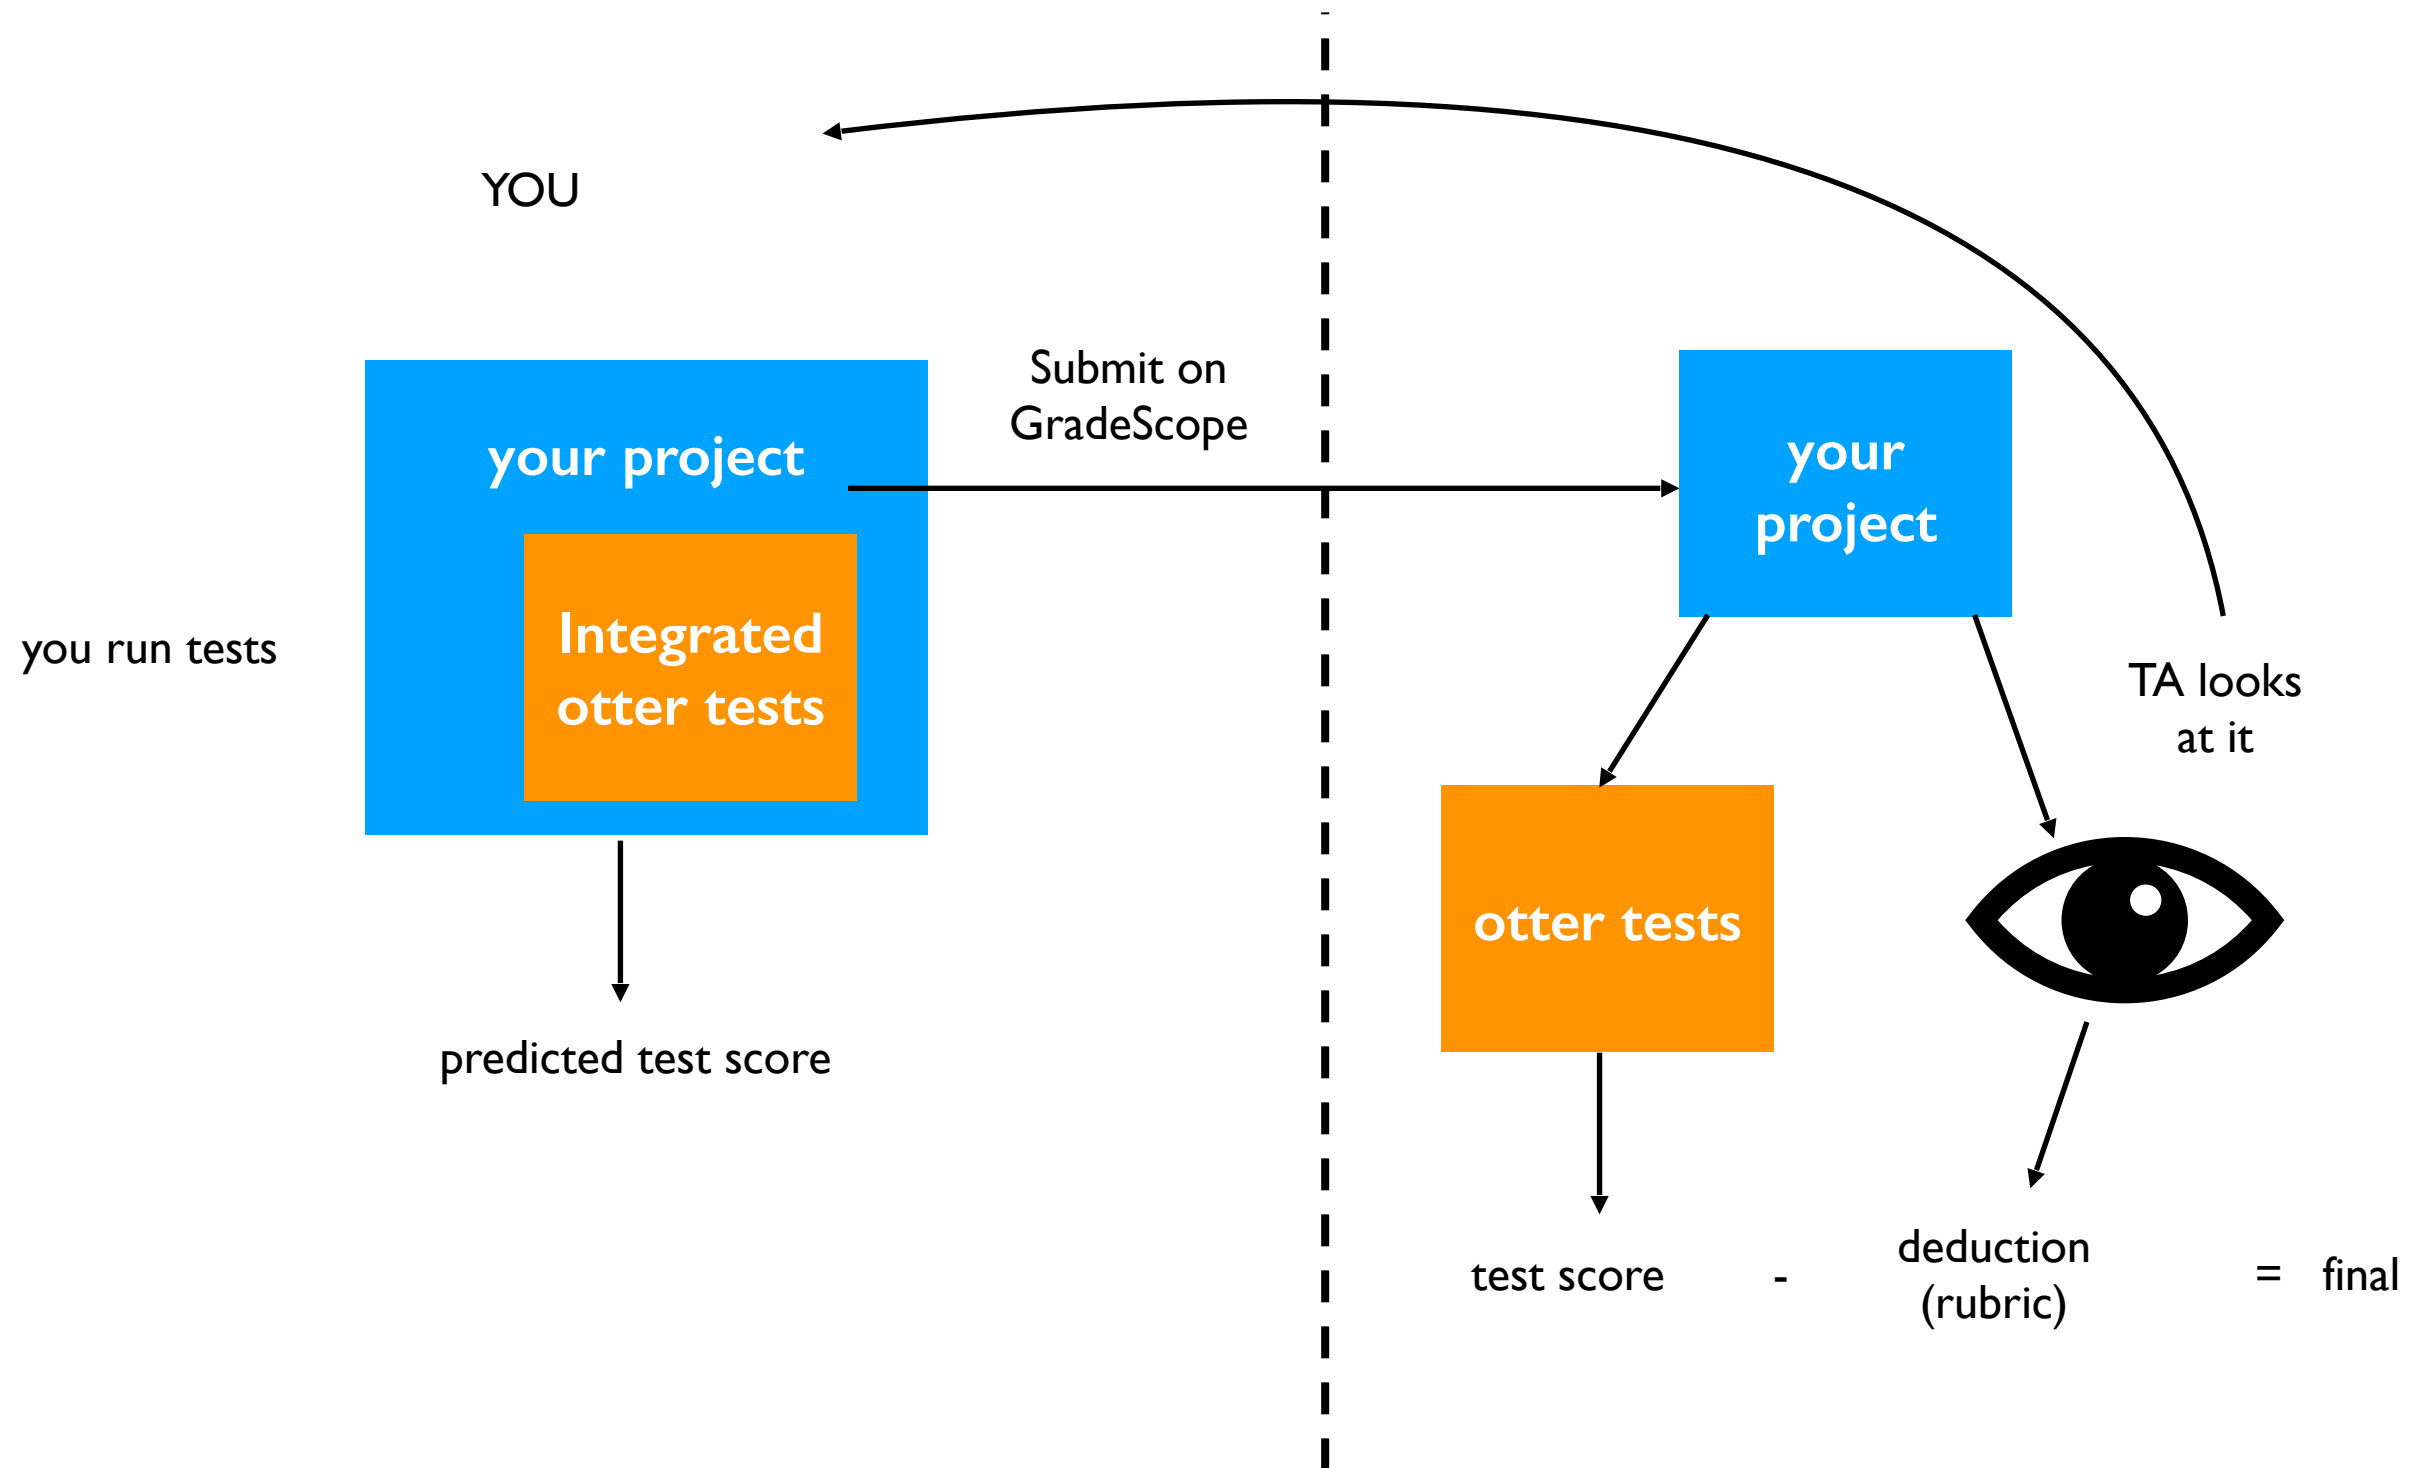 YOU
Submit on
GradeScope
your project
your
project
Integrated
otter tests
you run tests
TA looks
at it
otter tests
predicted test score
test score
-
deduction
(rubric)
=
final